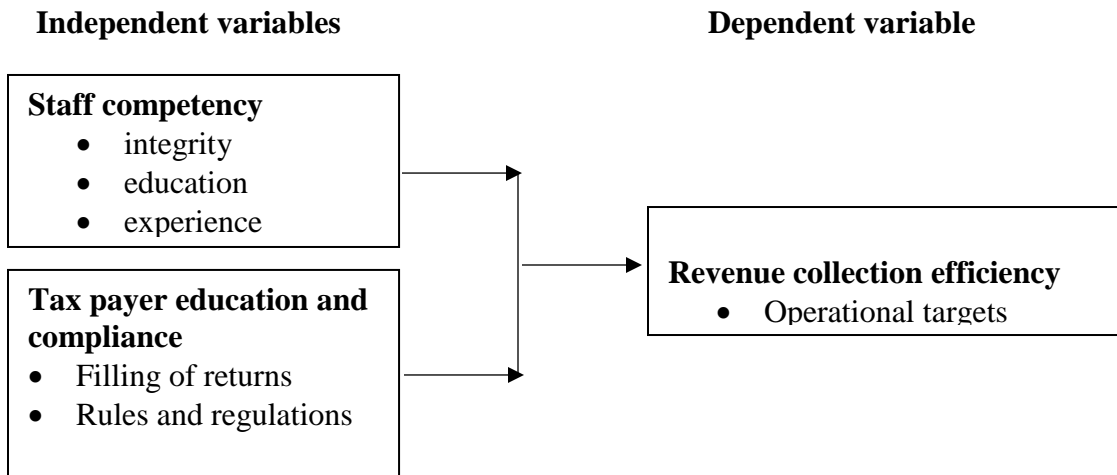 Independent variables
Dependent variable
Staff competency
• integrity
• education
• experience
Tax payer education and
compliance
• Filling of returns
• Rules and regulations
Revenue collection efficiency
• Operational targets